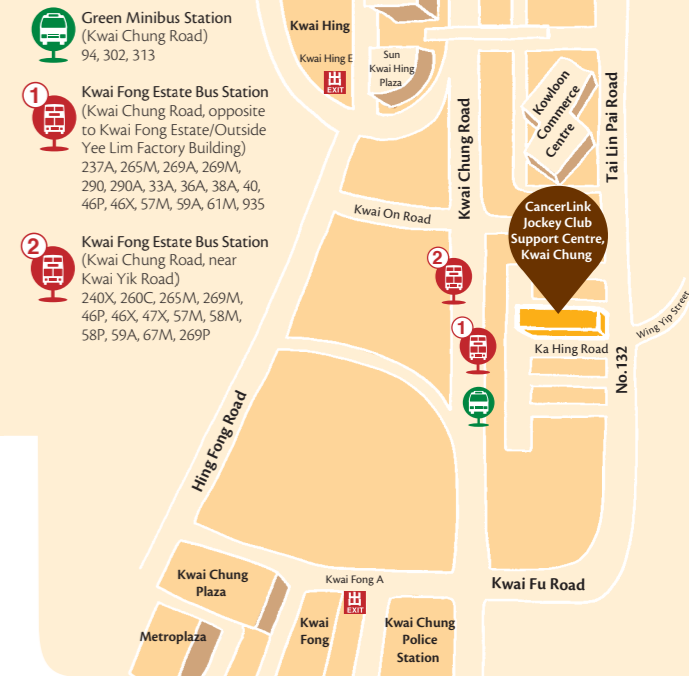 Green Minibus Station
(Kwai Chung Road)
94, 302, 313
1
Kwai Fong Estate Bus Station
(Kwai Chung Road, opposite
to Kwai Fong Estate/Outside
Yee Lim Factory Building)
237A, 265M, 269A, 269M,
290, 290A, 33A, 36A, 38A, 40,
46P, 46X, 57M, 59A, 61M, 935
2
Kwai Fong Estate Bus Station
(Kwai Chung Road, near
Kwai Yik Road)
240X, 260C, 265M, 269M,
46P, 46X, 47X, 57M, 58M,
58P, 59A, 67M, 269P
Kwai Hing
Kwai Hing E
出
EXIT
Sun
Kwai Hing
Plaza
Kwai Chung Road
Kowloon
Commerce
Centre
Tai Lin Pai Road
Kwai On Road
CancerLink
Jockey Club
Support Centre,
Kwai Chung
2
1
Ka Hing Road
No.132
Wing Yip Street
Hing Fong Road
Kwai Chung
Plaza
Kwai Fong A
出
EXIT
Kwai Fu Road
Metroplaza
Kwai
Fong
Kwai Chung
Police
Station